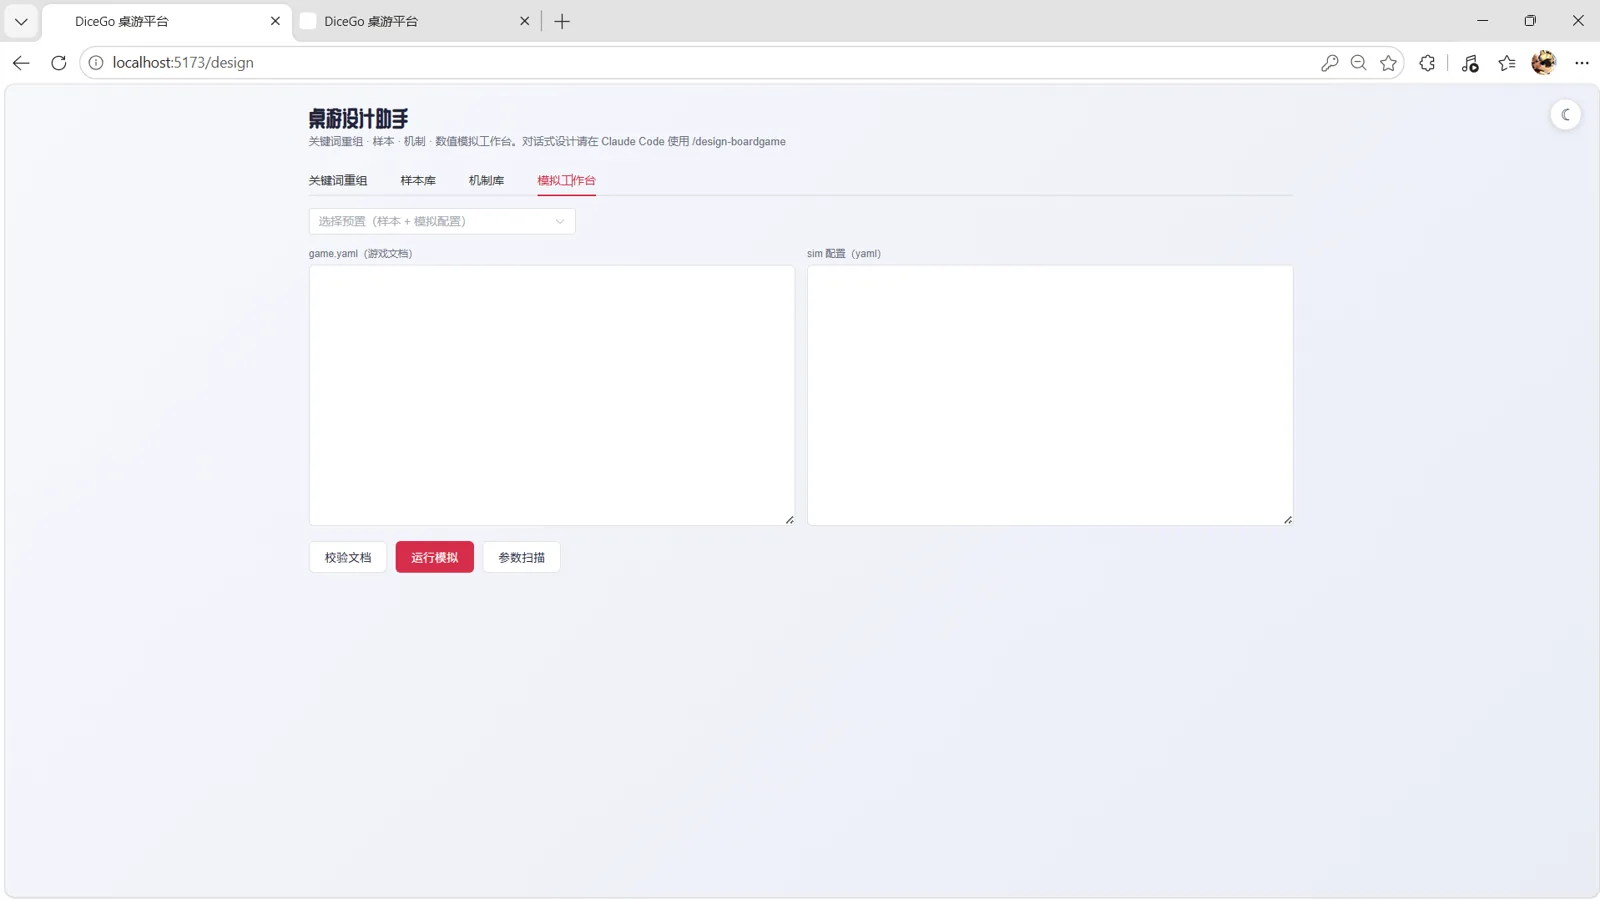 DiceGo 桌游平台
DiceGo 桌游平台
localhost:5173/design
桌游设计助手
关键词重组 · 样本 · 机制 · 数值模拟工作台。对话式设计请在 Claude Code 使用 /design-boardgame
关键词重组 样本库 机制库 模拟工作台
选择预置（样本 + 模拟配置）
game.yaml（游戏文档） sim 配置（yaml）
校验文档 运行模拟 参数扫描